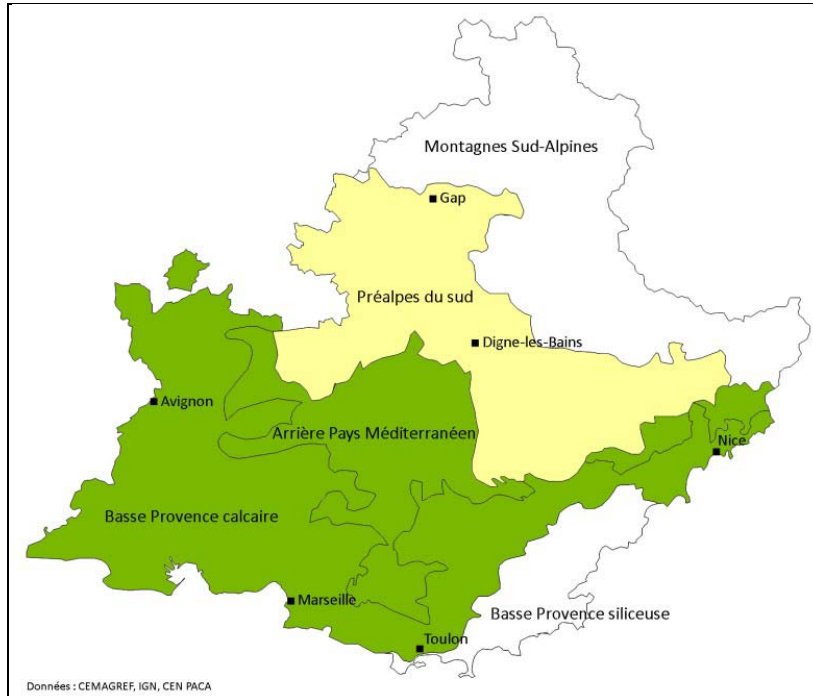 Montagnes Sud-Alpines
Gap
Préalpes du sud
Digne-les-Bains
Avignon
Arrière Pays Méditerranéen
Nice
Basse Provence calcaire
Marseille
Basse Provence siliceuse
Toulon
Données : CEMAGREF, IGN, CEN PACA